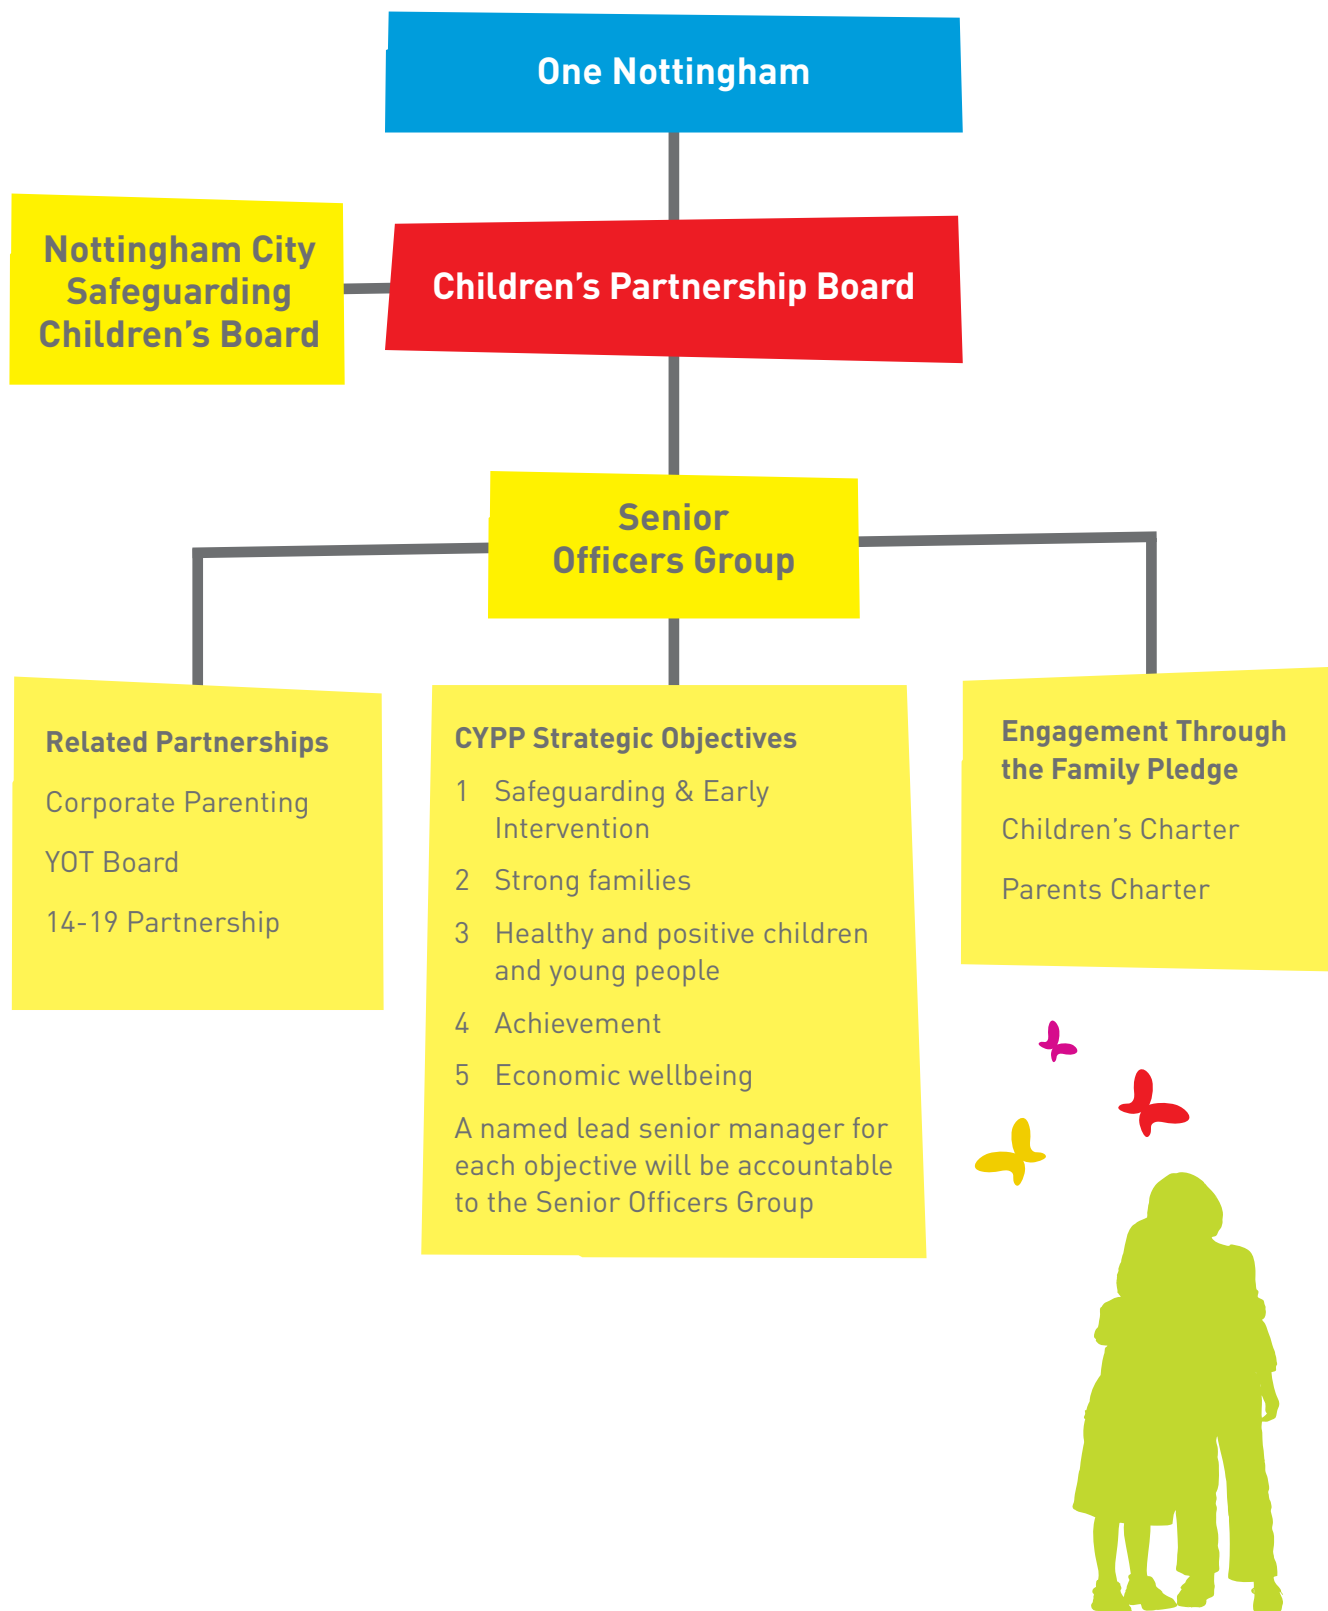 One Nottingham
Nottingham City
Safeguarding
Children’s Board
Children’s Partnership Board
Senior
Officers Group
Related Partnerships
Corporate Parenting
YOT Board
14-19 Partnership
CYPP Strategic Objectives
1 Safeguarding & Early
Intervention
2 Strong families
3 Healthy and positive children
and young people
4 Achievement
5 Economic wellbeing
A named lead senior manager for
each objective will be accountable
to the Senior Officers Group
Engagement Through
the Family Pledge
Children’s Charter
Parents Charter